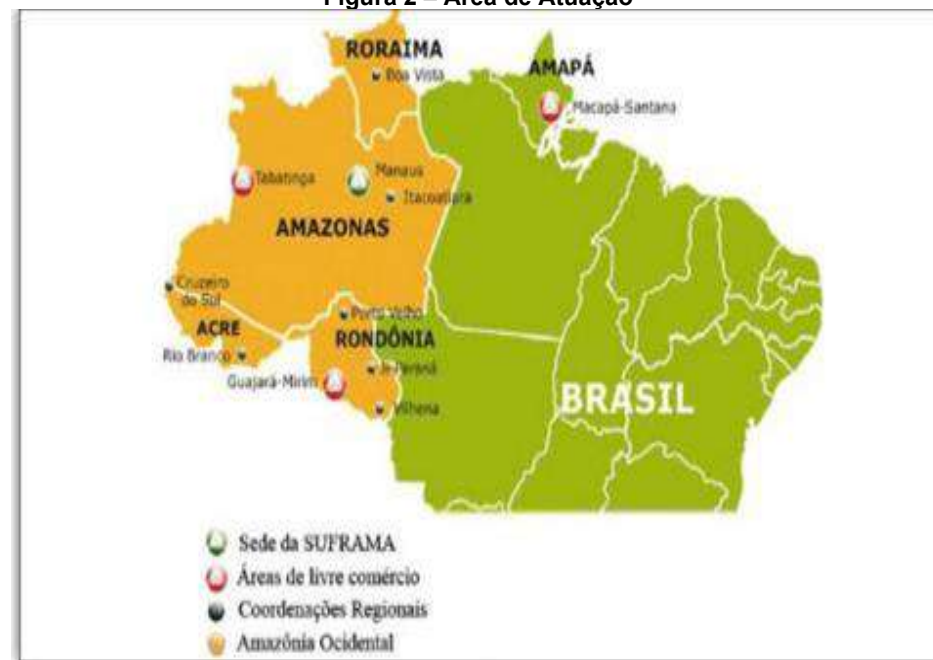 Figura 2 – Área de Atuação
RORAIMA
Boa Vista
AMAPÁ
Macapá-Santana
Tabatinga
Manaus
Itacoatiara
AMAZONAS
Cruzeiro
do Sul
Porto Velho
ACRE
RONDÔNIA
Rio Branco
Ji-Paraná
Guajará-Mirim
Vilhena
BRASIL
Sede da SUFRAMA
Áreas de livre comércio
Coordenações Regionais
Amazônia Ocidental